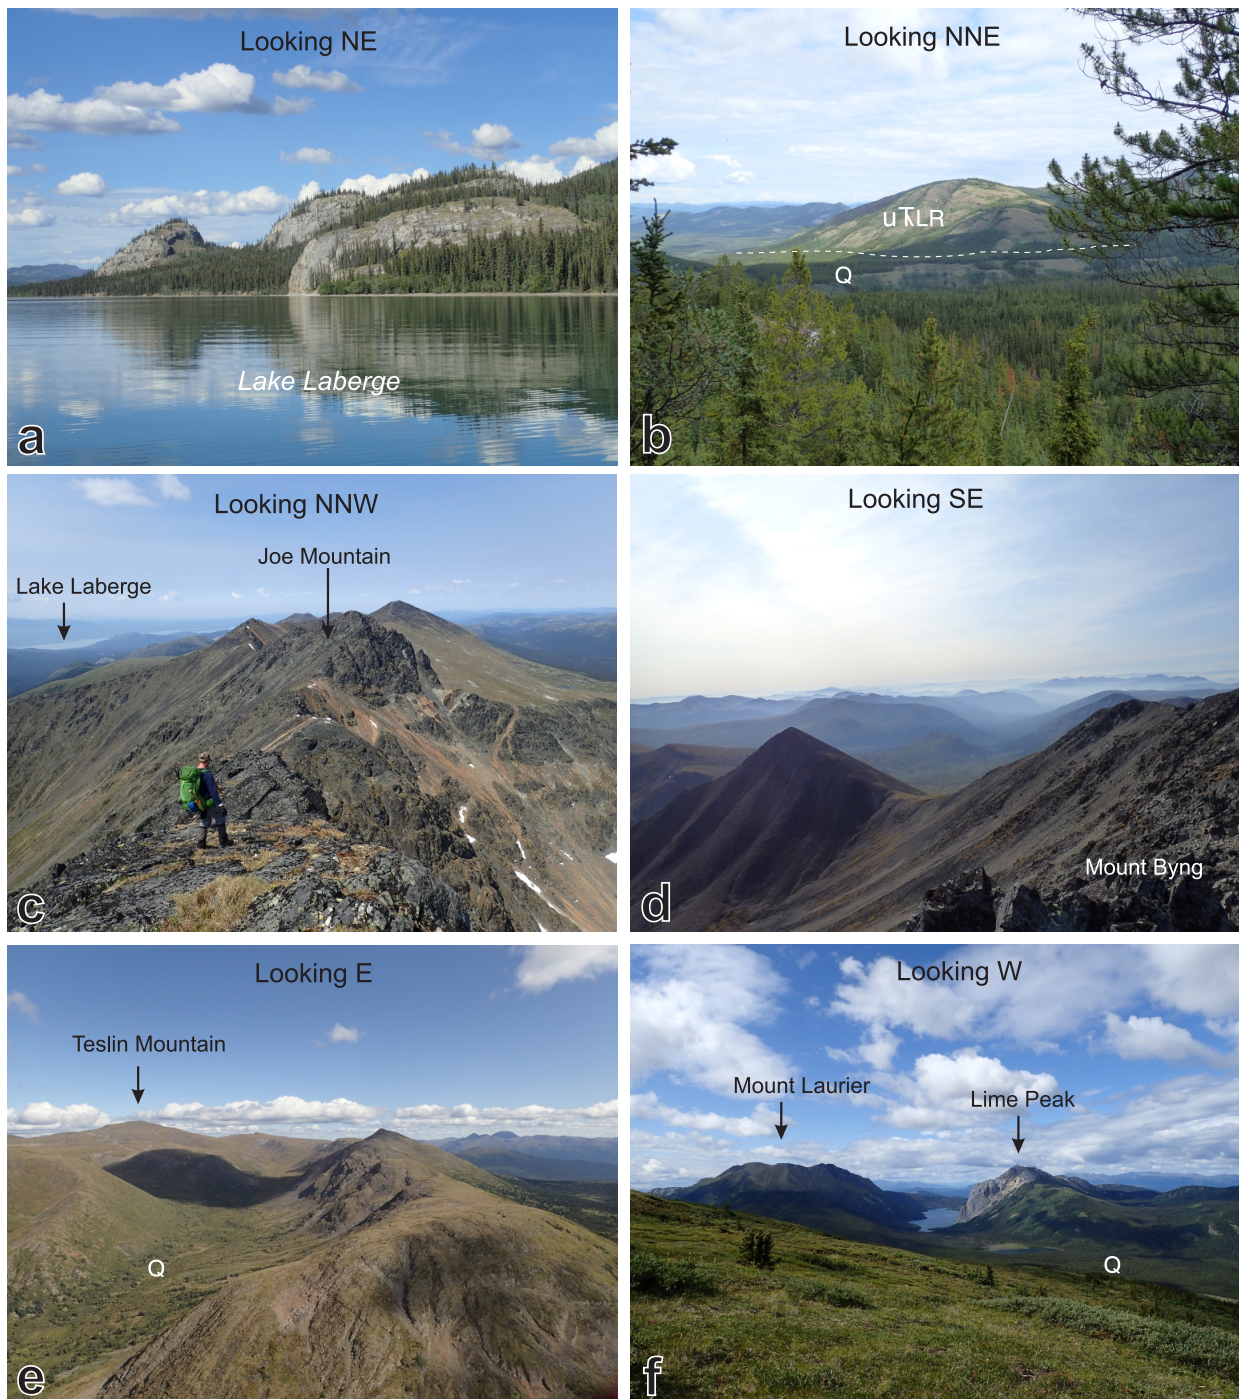 Looking NE
Lake Laberge
a
Looking NNE
uTLR
Q
b
Looking NNW
Joe Mountain
Lake Laberge
c
Looking SE
Mount Byng
d
Looking E
Teslin Mountain
Q
e
Looking W
Mount Laurier
Lime Peak
Q
f